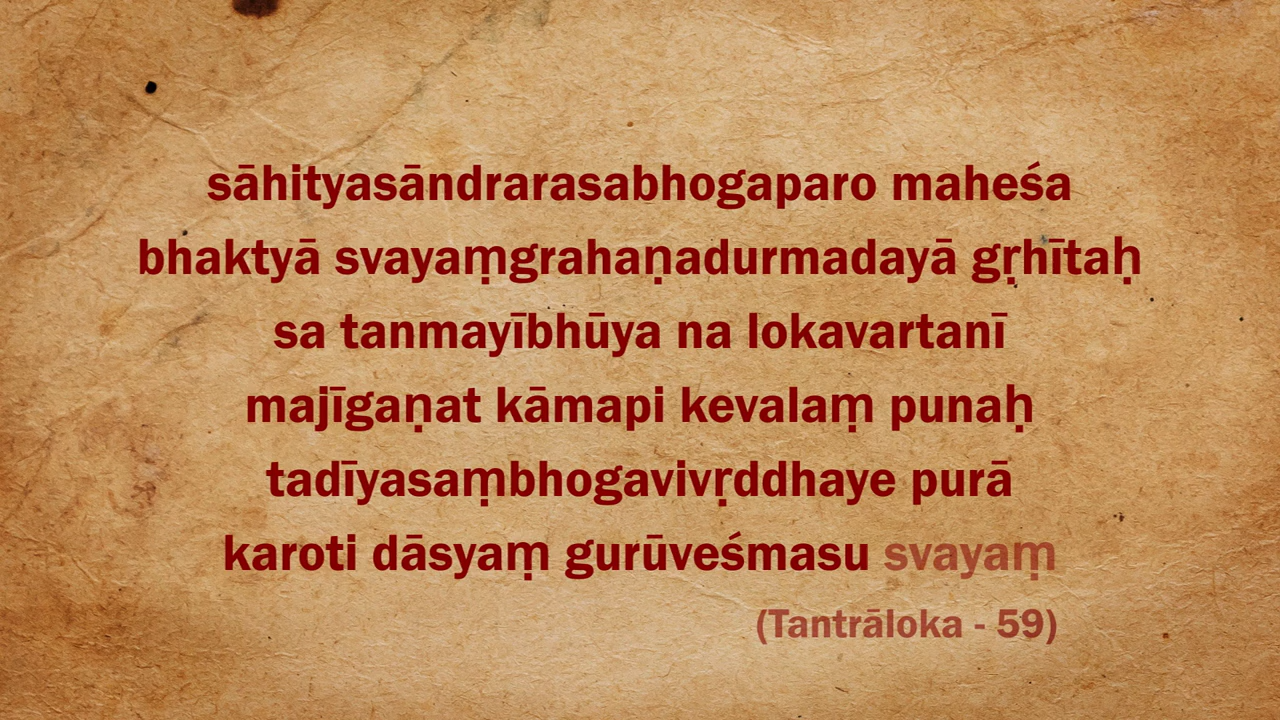 sāhityasāndrarasabhogaparo maheśa
bhaktyā svayaṃgrahaṇadurmadayā gṛhītaḥ
sa tanmayībhūya na lokavartanī
majīgaṇat kāmapi kevalaṃ punaḥ
tadīyasaṃbhogavivṛddhaye purā
karoti dāsyaṃ gurūveśmasu svayaṃ
(Tantrāloka - 59)